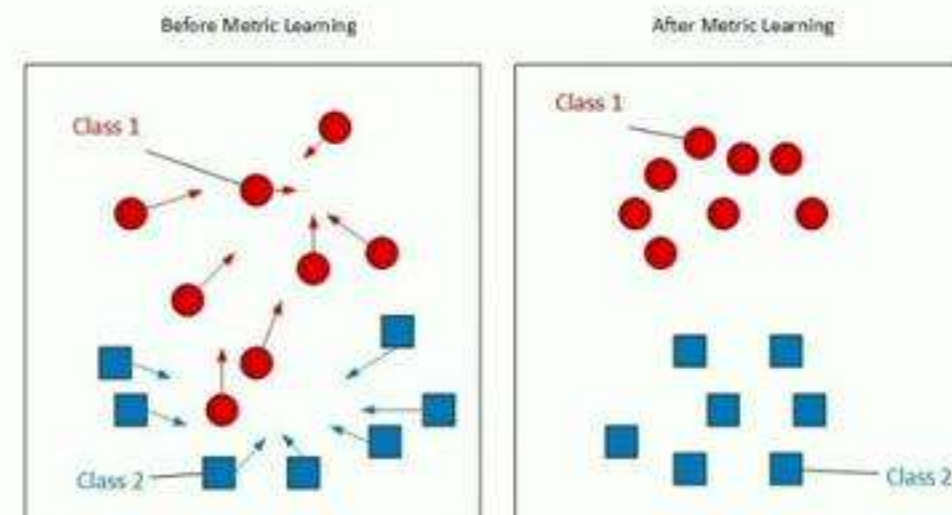 Before Metric Learning
After Metric Learning
Class 1
Class 2
Class 1
Class 2